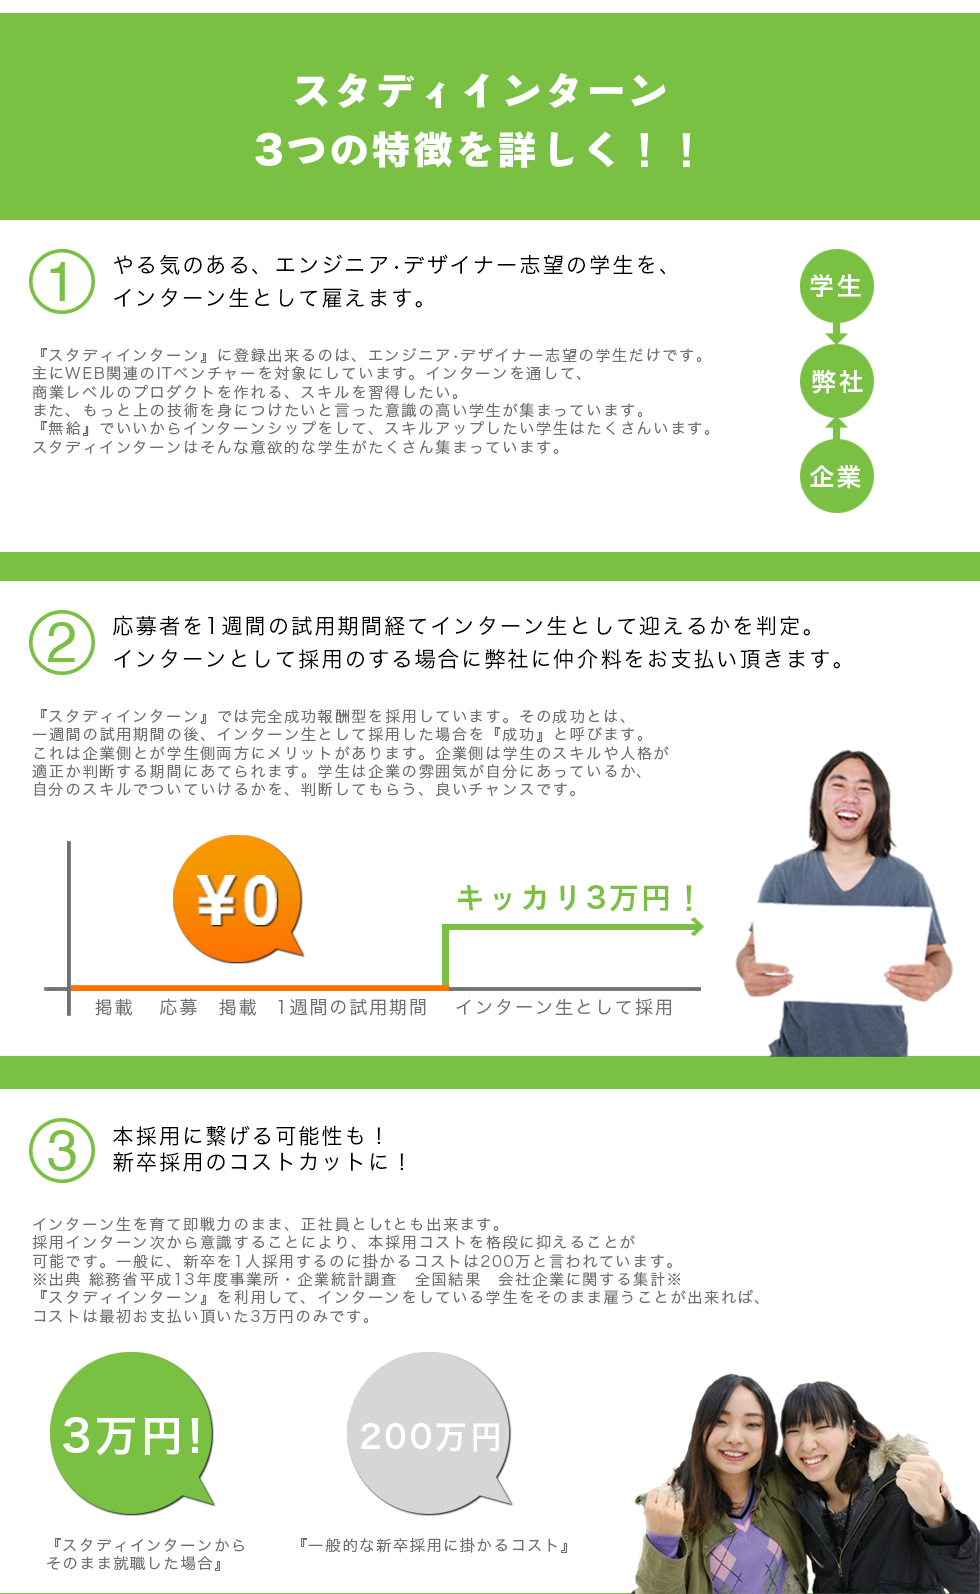 スタディインターン
3つの特徴を詳しく！！
1
やる気のある、エンジニア・デザイナー志望の学生を、
インターン生として雇えます。
『スタディインターン』に登録出来るのは、エンジニア・デザイナー志望の学生だけです。
主にWEB関連のITベンチャーを対象にしています。インターンを通して、
商業レベルのプロダクトを作れる、スキルを習得したい。
また、もっと上の技術を身につけたいと言った意識の高い学生が集まっています。
『無給』でいいからインターンシップをして、スキルアップしたい学生はたくさんいます。
スタディインターンはそんな意欲的な学生がたくさん集まっています。
学生
弊社
企業
2
応募者を1週間の試用期間経てインターン生として迎えるかを判定。
インターンとして採用のする場合に弊社に仲介料をお支払い頂きます。
『スタディインターン』では完全成功報酬型を採用しています。その成功とは、
一週間の試用期間の後、インターン生として採用した場合を『成功』と呼びます。
これは企業側とが学生側両方にメリットがあります。企業側は学生のスキルや人格が
適正か判断する期間にあてられます。学生は企業の雰囲気が自分にあっているか、
自分のスキルでついていけるかを、判断してもらう、良いチャンスです。
¥0
キッカリ3万円！
掲載 応募 掲載 1週間の試用期間 インターン生として採用
3
本採用に繋げる可能性も！
新卒採用のコストカットに！
インターン生を育て即戦力のまま、正社員としtとも出来ます。
採用インターン次から意識することにより、本採用コストを格段に抑えることが
可能です。一般に、新卒を1人採用するのに掛かるコストは200万と言われています。
※出典 総務省平成13年度事業所・企業統計調査　全国結果　会社企業に関する集計※
『スタディインターン』を利用して、インターンをしている学生をそのまま雇うことが出来れば、
コストは最初お支払い頂いた3万円のみです。
3万円!
200万円
『スタディインターンから
そのまま就職した場合』
『一般的な新卒採用に掛かるコスト』